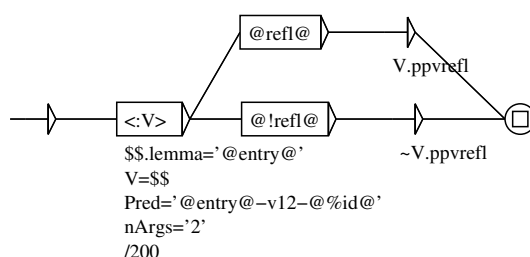 @refl@
V.ppvrefl
<:V>
@!refl@
~V.ppvrefl
$$.lemma='@entry@'
V=$$
Pred='@entry@−v12−@%id@'
nArgs='2'
/200